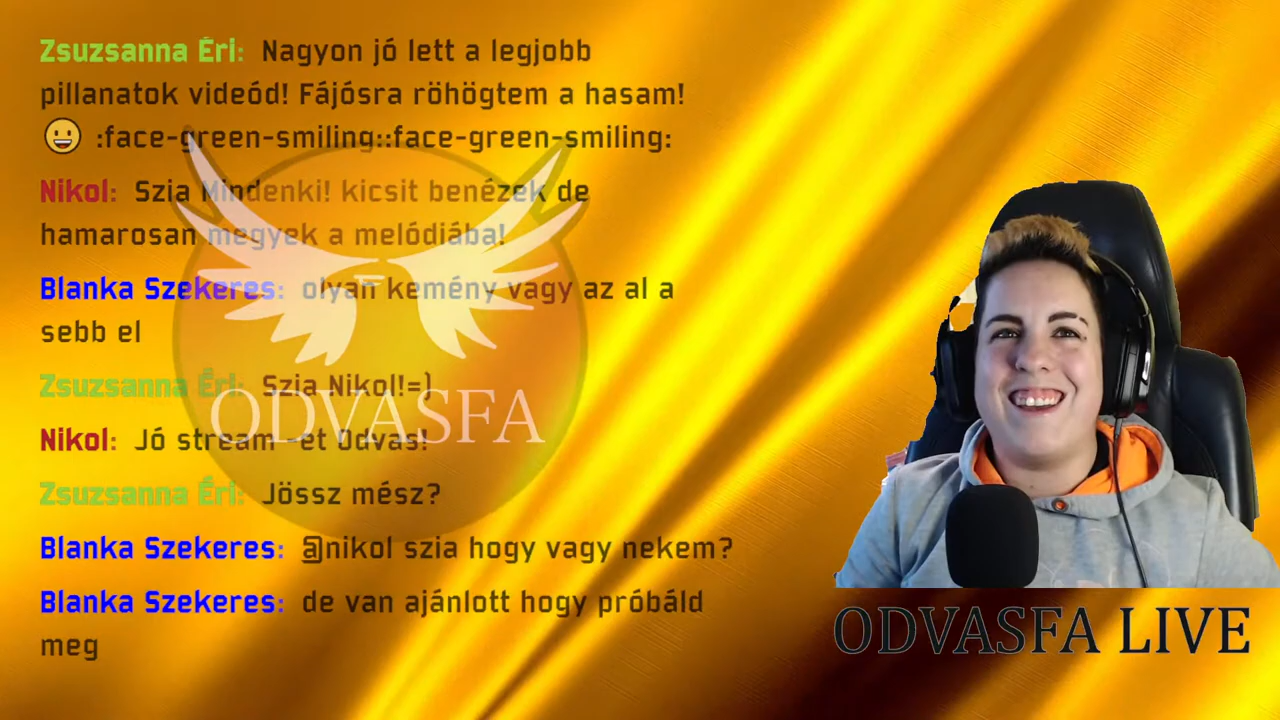 Zsuzsanna Éri: Nagyon jó lett a legjobb
pillanatok videód! Fájósra röhögtem a hasam!
:face-green-smiling::face-green-smiling:
Nikol: Szia Mindenki! kicsit benézek de
hamarosan megyek a melódiába!
Blanka Szekeres: olyan kemény vagy az al a
sebb el
Zsuzsanna Éri: Szia Nikol!=)
ODVASFA
Nikol: Jó stream -et Odvas!
Zsuzsanna Éri: Jössz mész?
Blanka Szekeres: @nikol szia hogy vagy nekem?
Blanka Szekeres: de van ajánlott hogy próbáld
meg
ODVASFA LIVE